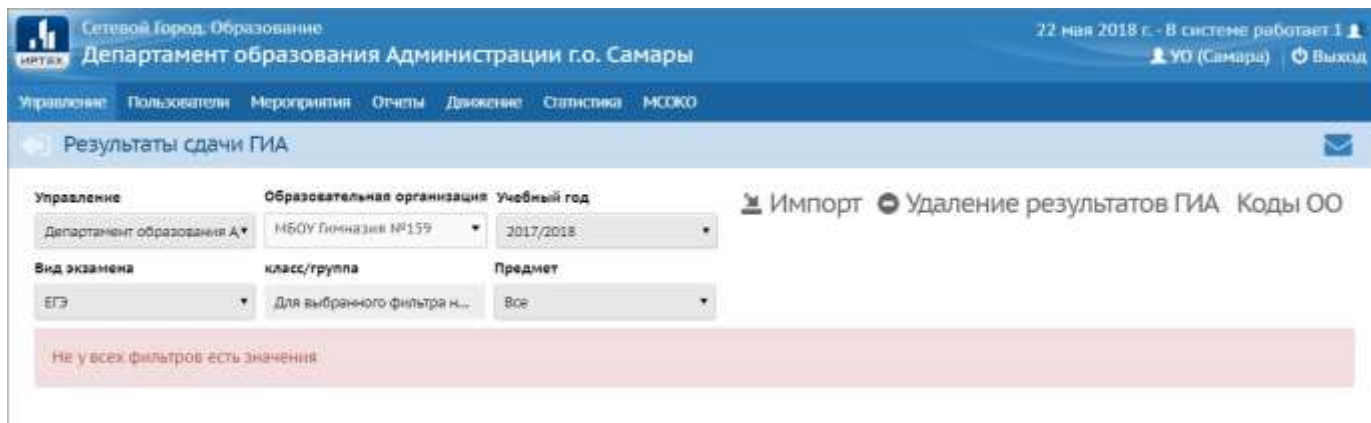 Сетевой Город. Образование
22 мая 2018 г. - В системе работает 1
ИРТЕХ
Департамент образования Администрации г.о. Самары
УО (Самара)
Выход
Управление Пользователи Мероприятия Отчеты Движение Статистика МСОКО
Результаты сдачи ГИА
Управление Образовательная организация Учебный год
Импорт Удаление результатов ГИА Коды ОО
Департамент образования А МБОУ Гимназия №159 2017/2018
Вид экзамена класс/группа Предмет
ЕГЭ Для выбранного фильтра н... Все
Не у всех фильтров есть значения